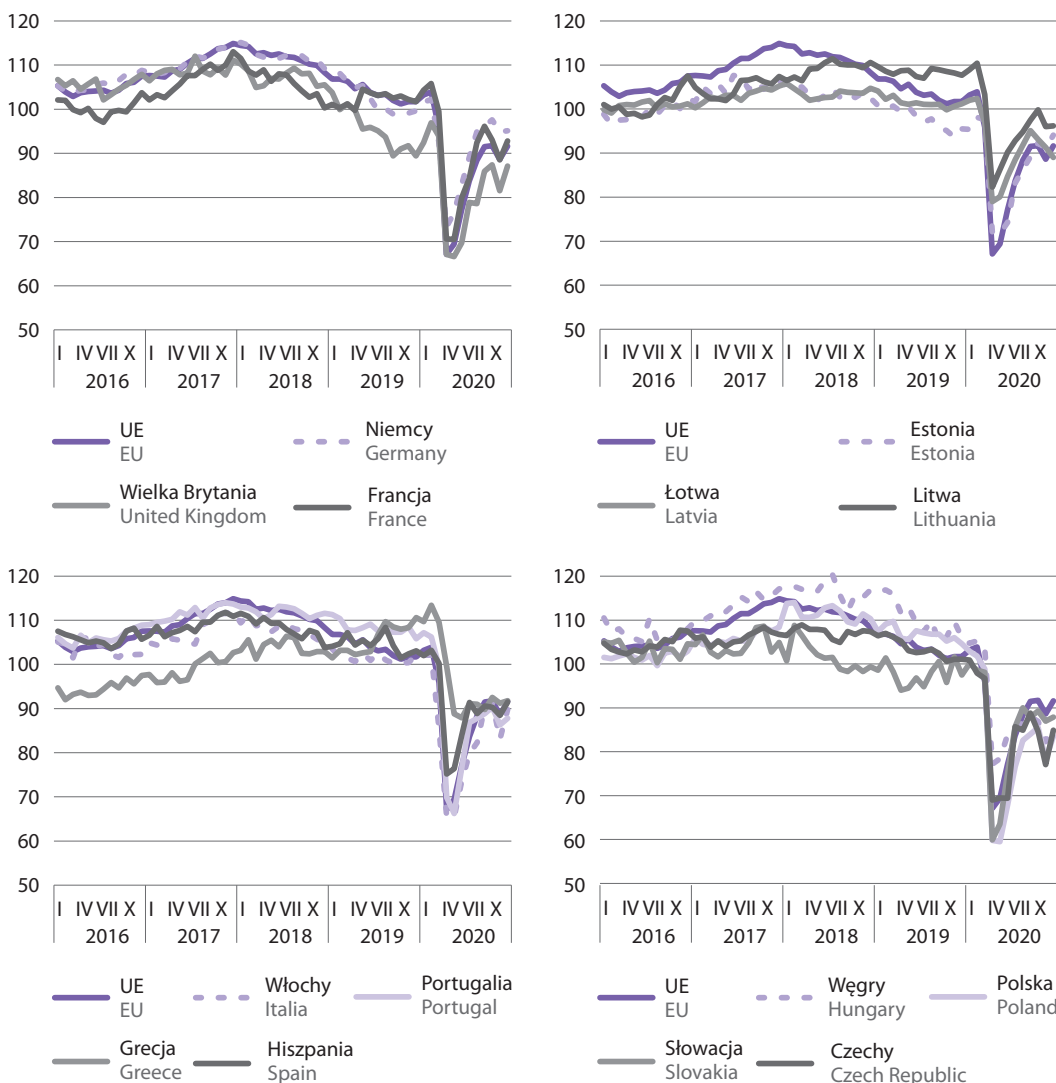 120
110
100
90
80
70
60
50
I IV VII X I IV VII X I IV VII X I IV VII X I IV VII X
2016 2017 2018 2019 2020
UE
EU
Niemcy
Germany
Wielka Brytania
United Kingdom
Francja
France
120
110
100
90
80
70
60
50
I IV VII X I IV VII X I IV VII X I IV VII X I IV VII X
2016 2017 2018 2019 2020
UE
EU
Estonia
Estonia
Łotwa
Latvia
Litwa
Lithuania
120
110
100
90
80
70
60
50
I IV VII X I IV VII X I IV VII X I IV VII X I IV VII X
2016 2017 2018 2019 2020
UE
EU
Włochy
Italia
Portugalia
Portugal
Grecja
Greece
Hiszpania
Spain
120
110
100
90
80
70
60
50
I IV VII X I IV VII X I IV VII X I IV VII X I IV VII X
2016 2017 2018 2019 2020
UE
EU
Węgry
Hungary
Polska
Poland
Słowacja
Slovakia
Czechy
Czech Republic